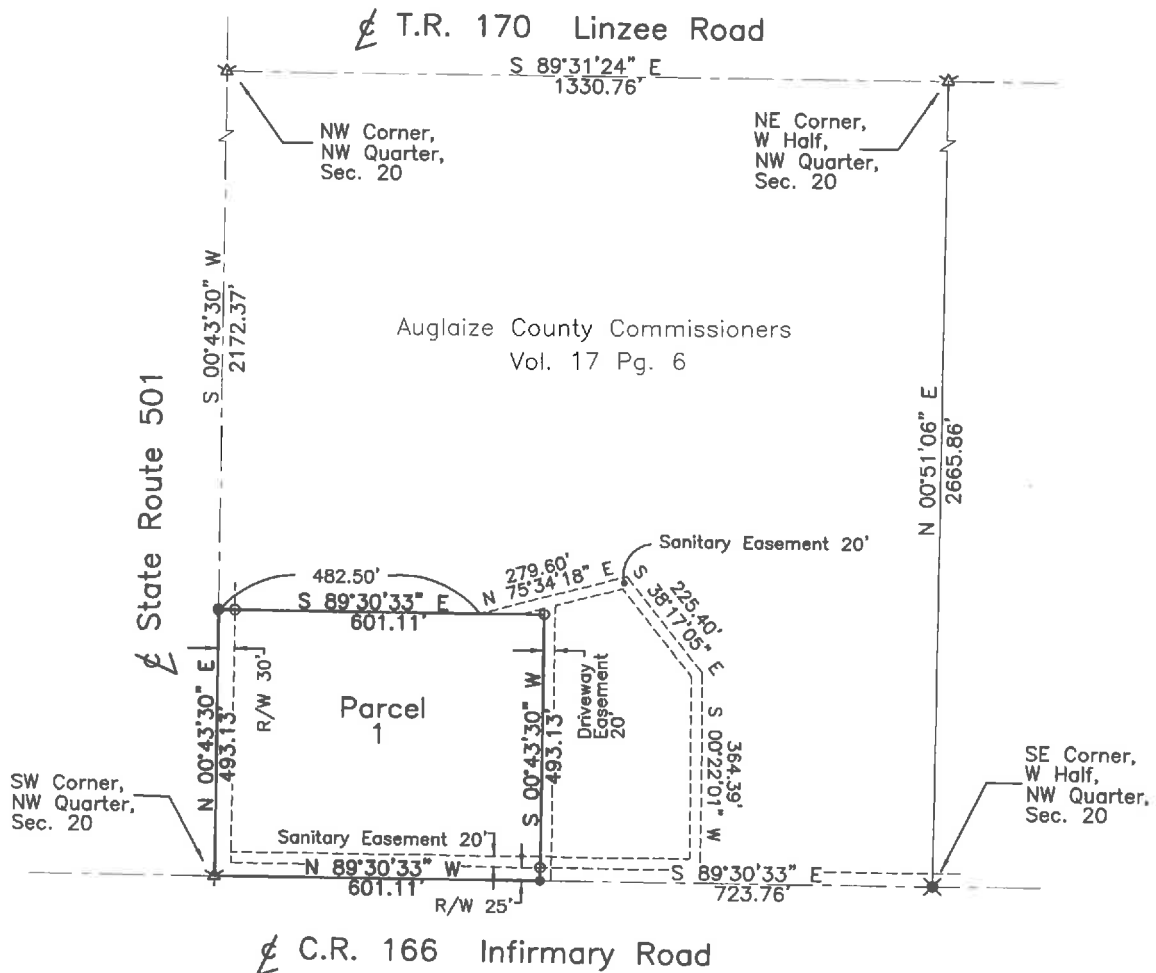 ℄ T.R. 170 Linzee Road
S 89°31'24" E
1330.76'
NW Corner,
NW Quarter,
Sec. 20
NE Corner,
W Half,
NW Quarter,
Sec. 20
S 00°43'30" W
2172.37'
Auglaize County Commissioners
Vol. 17 Pg. 6
N 00°51'06" E
2665.86'
℄ State Route 501
Sanitary Easement 20'
482.50'
S 89°30'33" E
601.11'
279.60'
N 75°34'18" E
225.40'
S 38°17'05" E
N 00°43'30" E
493.13'
R/W 30'
Parcel
1
S 00°43'30" W
493.13'
Driveway
Easement
20'
364.39'
S 00°22'01" W
SW Corner,
NW Quarter,
Sec. 20
SE Corner,
W Half,
NW Quarter,
Sec. 20
Sanitary Easement 20'
N 89°30'33" W
601.11'
R/W 25'
S 89°30'33" E
723.76'
℄ C.R. 166 Infirmary Road